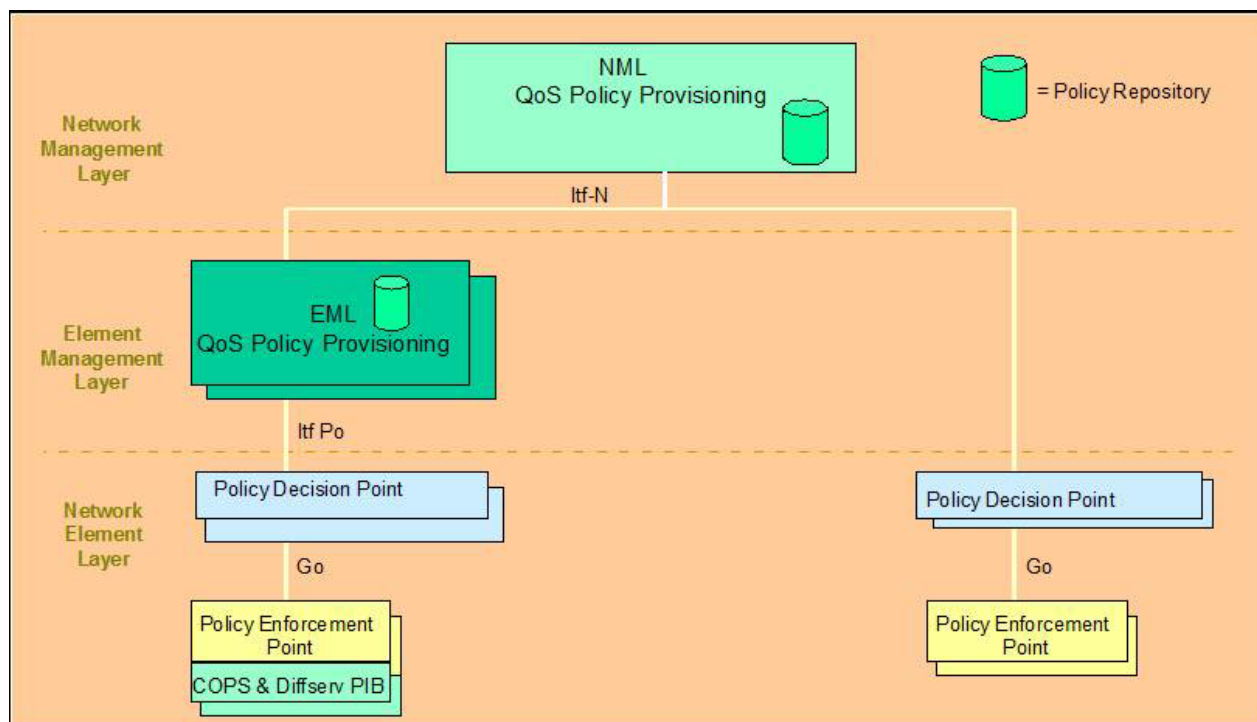 NML
QoS Policy Provisioning
= Policy Repository
Network
Management
Layer
Itf-N
EML
QoS Policy Provisioning
Element
Management
Layer
Itf Po
Policy Decision Point
Policy Decision Point
Network
Element
Layer
Go
Go
Policy Enforcement
Point
COPS & Diffserv PIB
Policy Enforcement
Point